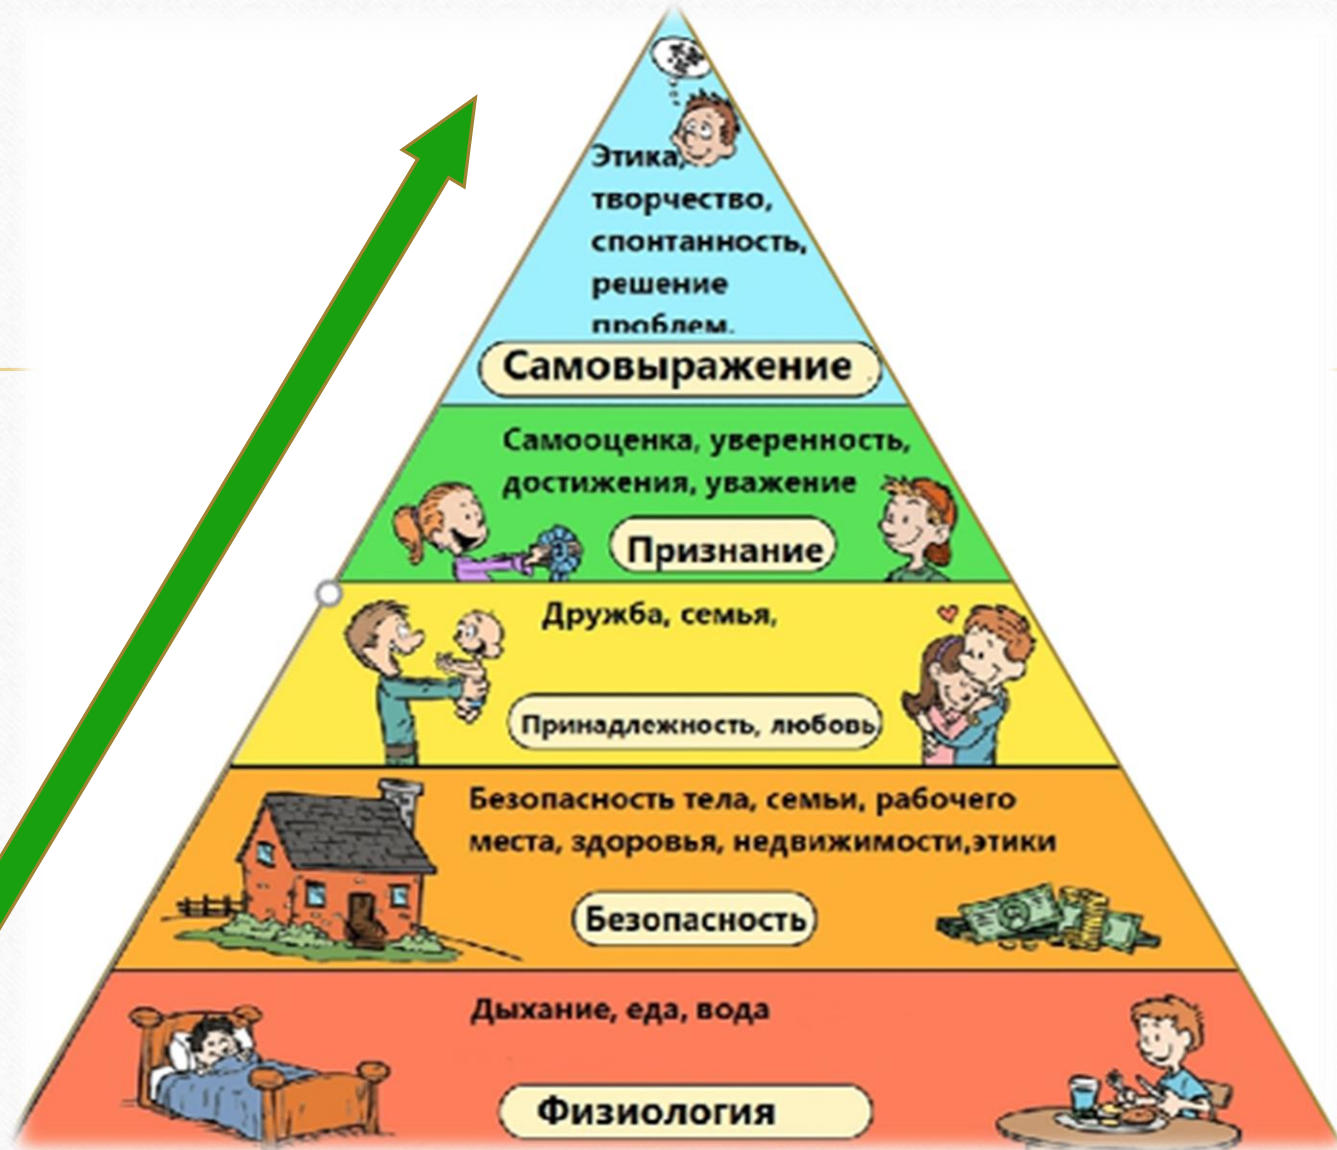 Этика,
творчество,
спонтанность,
решение
проблем.
Самовыражение
Самооценка, уверенность,
достижения, уважение
Признание
Дружба, семья,
Принадлежность, любовь
Безопасность тела, семьи, рабочего
места, здоровья, недвижимости,этики
Безопасность
Дыхание, еда, вода
Физиология